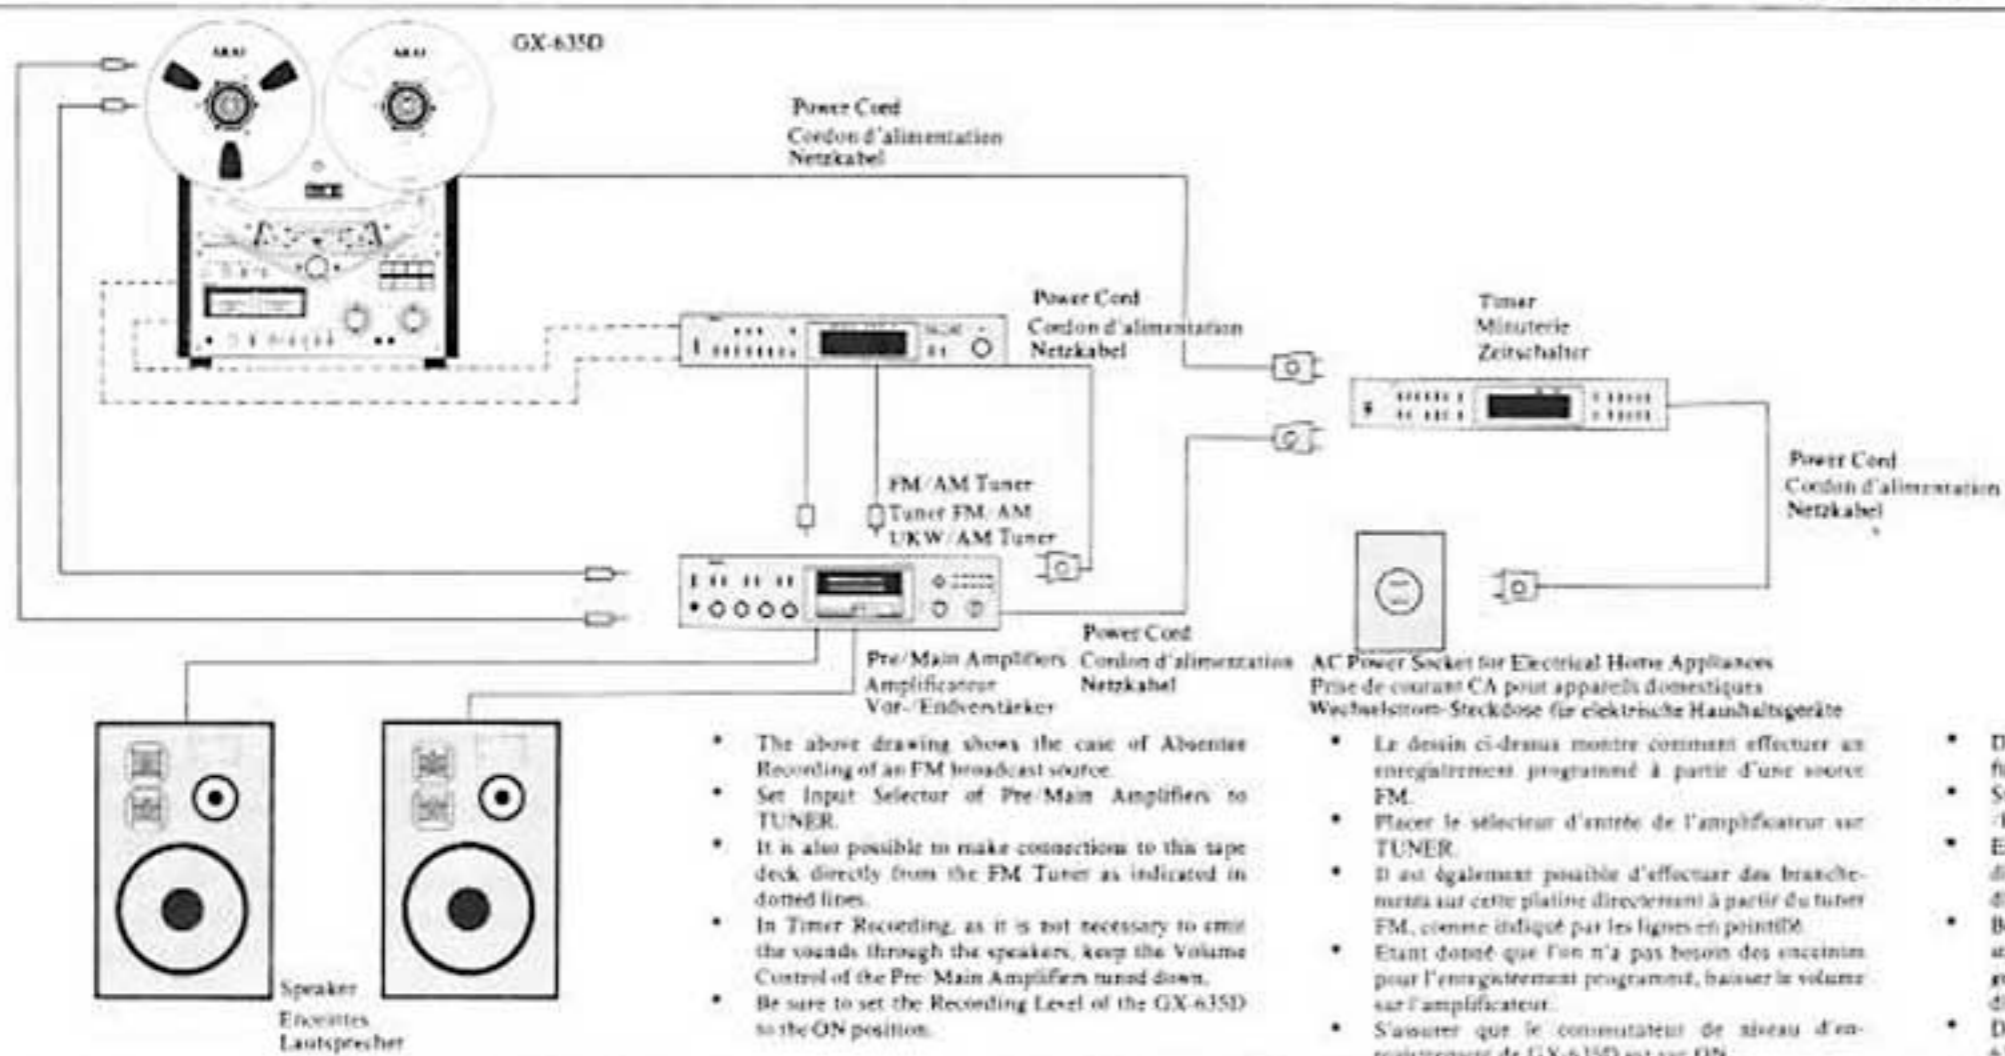 GX-635D
AKAI
AKAI
Power Cord
Cordon d'alimentation
Netzkabel
Power Cord
Cordon d'alimentation
Netzkabel
Timar
Minuterie
Zeitschalter
Power Cord
Cordon d'alimentation
Netzkabel
FM/AM Tuner
Tuner FM/AM
UKW/AM Tuner
Power Cord
Cordon d'alimentation
Netzkabel
Pre/Main Amplifiers
Amplificateur
Vor-/Endverstärker
AC Power Socket for Electrical Home Appliances
Prise de courant CA pour appareils domestiques
Wechselstrom-Steckdose für elektrische Haushaltsgeräte
Speaker
Enceintes
Lautsprecher
* The above drawing shows the case of Absentee
Recording of an FM broadcast source.
* Set Input Selector of Pre/Main Amplifiers to
TUNER.
* It is also possible to make connections to this tape
deck directly from the FM Tuner as indicated in
dotted lines.
* In Timer Recording, as it is not necessary to emit
the sounds through the speakers, keep the Volume
Control of the Pre/Main Amplifiers tuned down.
* Be sure to set the Recording Level of the GX-635D
to the ON position.
* Le dessin ci-dessus montre comment effectuer un
enregistrement programmé à partir d'une source
FM.
* Placer le sélecteur d'entrée de l'amplificateur sur
TUNER.
* Il est également possible d'effectuer des branche-
ments sur cette platine directement à partir du tuner
FM, comme indiqué par les lignes en pointillé.
* Etant donné que l'on n'a pas besoin des enceintes
pour l'enregistrement programmé, baisser le volume
sur l'amplificateur.
* S'assurer que le commutateur de niveau d'en-
registrement de GX-635D est sur ON.